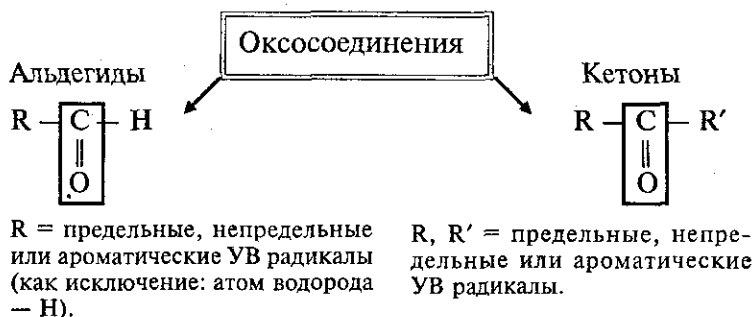 Оксосоединения
Альдегиды
R – C – H
||
O
R = предельные, непредельные
или ароматические УВ радикалы
(как исключение: атом водорода
— H).
Кетоны
R – C – R′
||
O
R, R′ = предельные, непре-
дельные или ароматические
УВ радикалы.